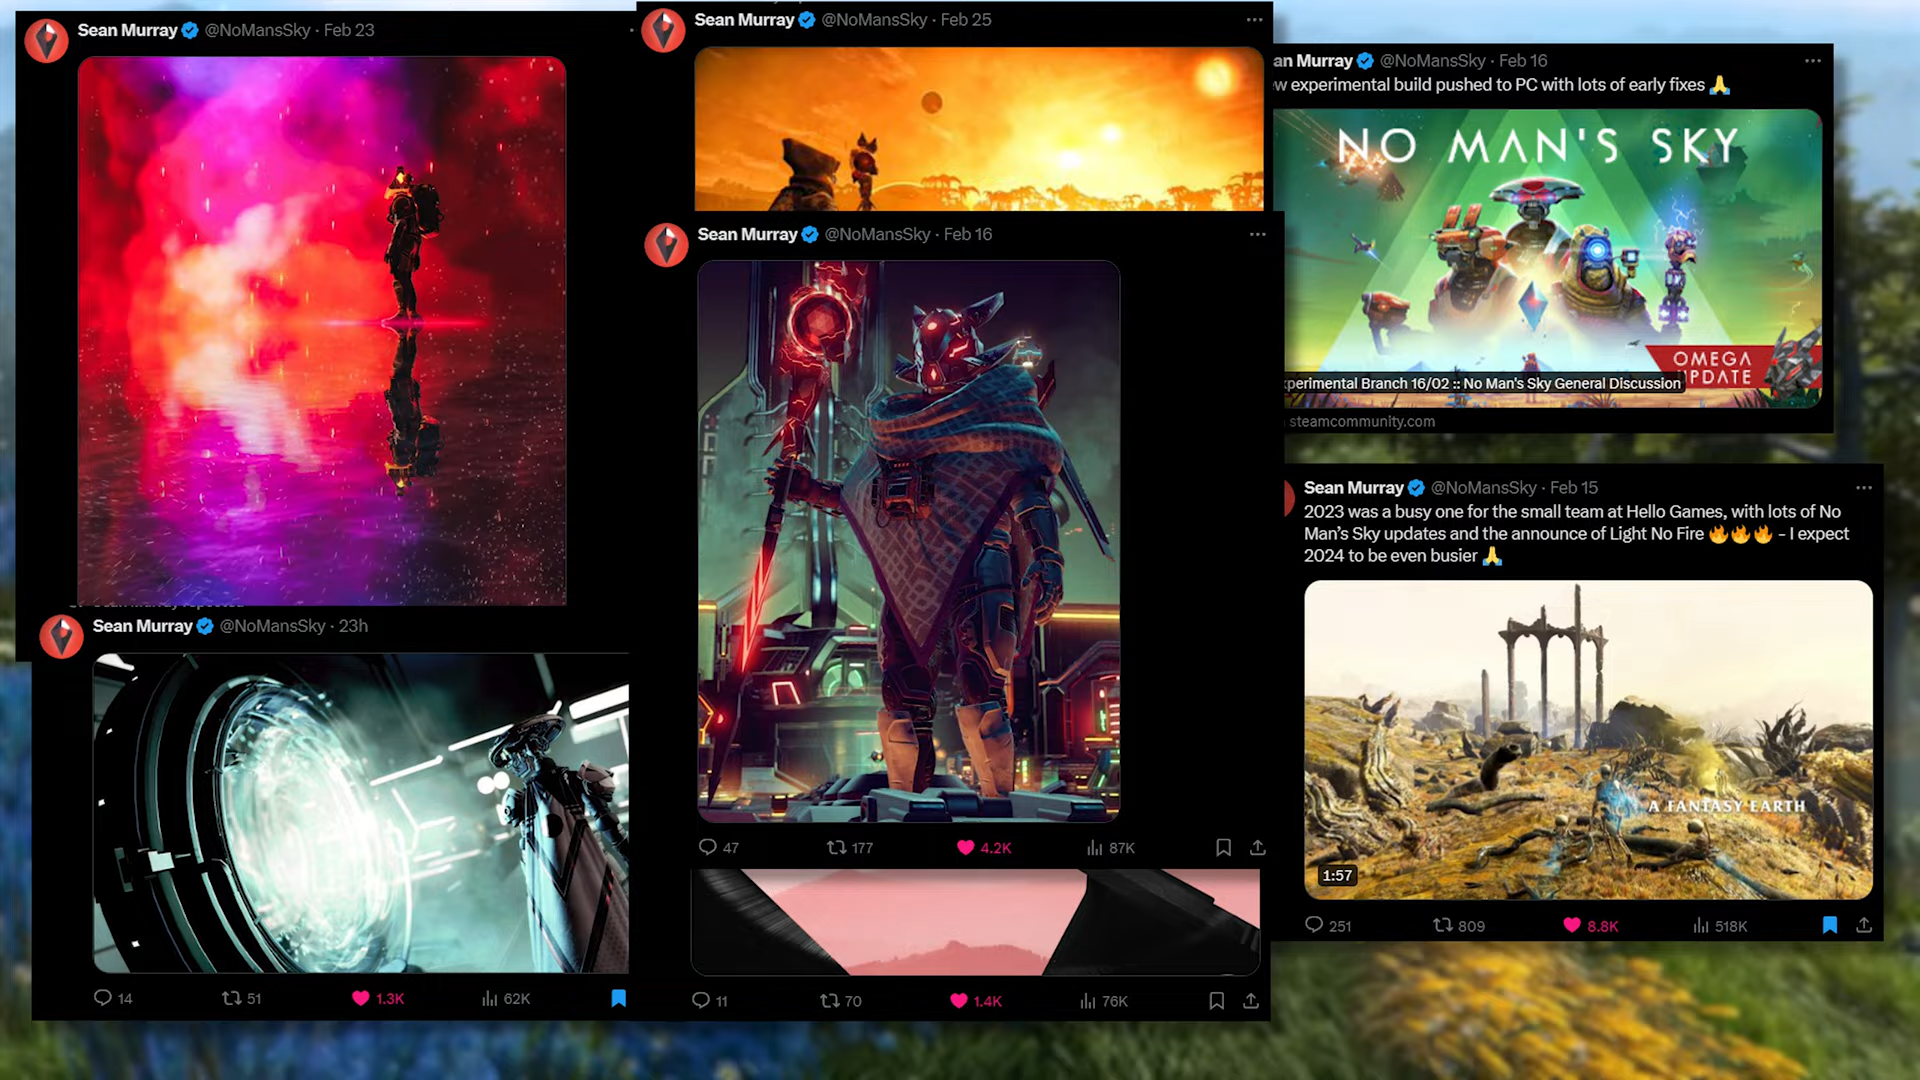 Sean Murray @NoMansSky · Feb 23
Sean Murray @NoMansSky · 23h
14 51 1.3K 62K
Sean Murray @NoMansSky · Feb 25
Sean Murray @NoMansSky · Feb 16
47 177 4.2K 87K
11 70 1.4K 76K
an Murray @NoMansSky · Feb 16
ew experimental build pushed to PC with lots of early fixes 🙏
NO MAN'S SKY
OMEGA
UPDATE
xperimental Branch 16/02 :: No Man's Sky General Discussion
steamcommunity.com
Sean Murray @NoMansSky · Feb 15
2023 was a busy one for the small team at Hello Games, with lots of No
Man's Sky updates and the announce of Light No Fire 🔥🔥🔥 - I expect
2024 to be even busier 🙏
A FANTASY EARTH
1:57
251 809 8.8K 518K